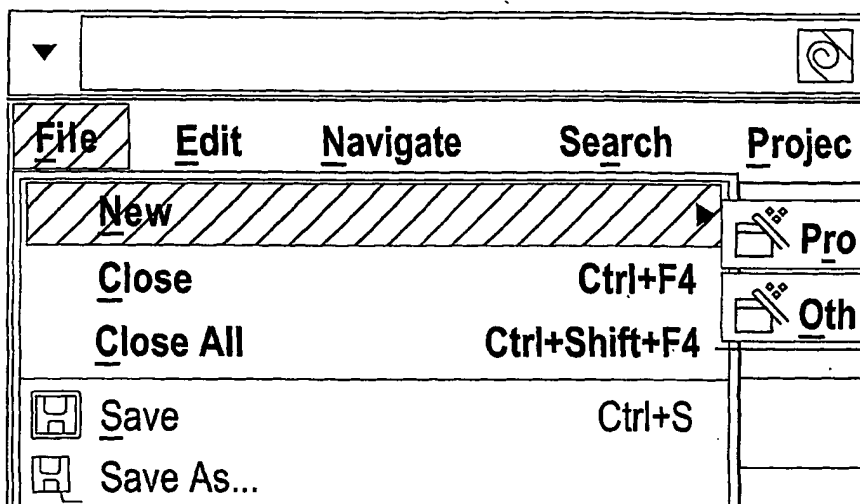 File Edit Navigate Search Projec
New
Pro
Close Ctrl+F4
Oth
Close All Ctrl+Shift+F4
Save Ctrl+S
Save As...